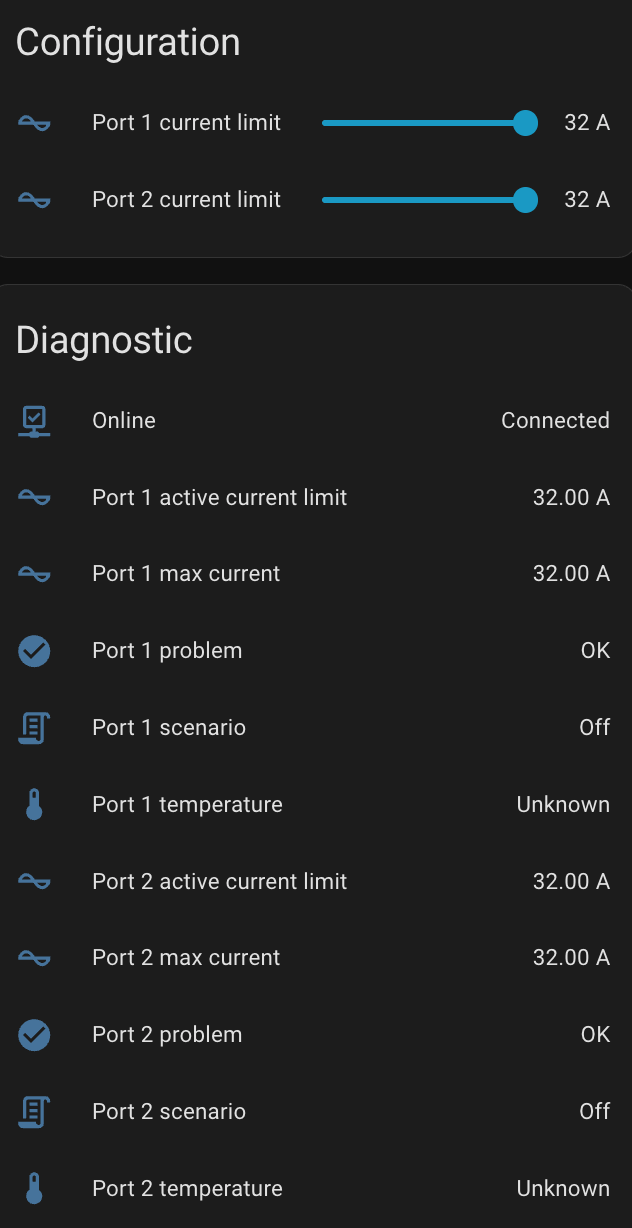 Configuration
Port 1 current limit 32 A
Port 2 current limit 32 A
Diagnostic
Online Connected
Port 1 active current limit 32.00 A
Port 1 max current 32.00 A
Port 1 problem OK
Port 1 scenario Off
Port 1 temperature Unknown
Port 2 active current limit 32.00 A
Port 2 max current 32.00 A
Port 2 problem OK
Port 2 scenario Off
Port 2 temperature Unknown